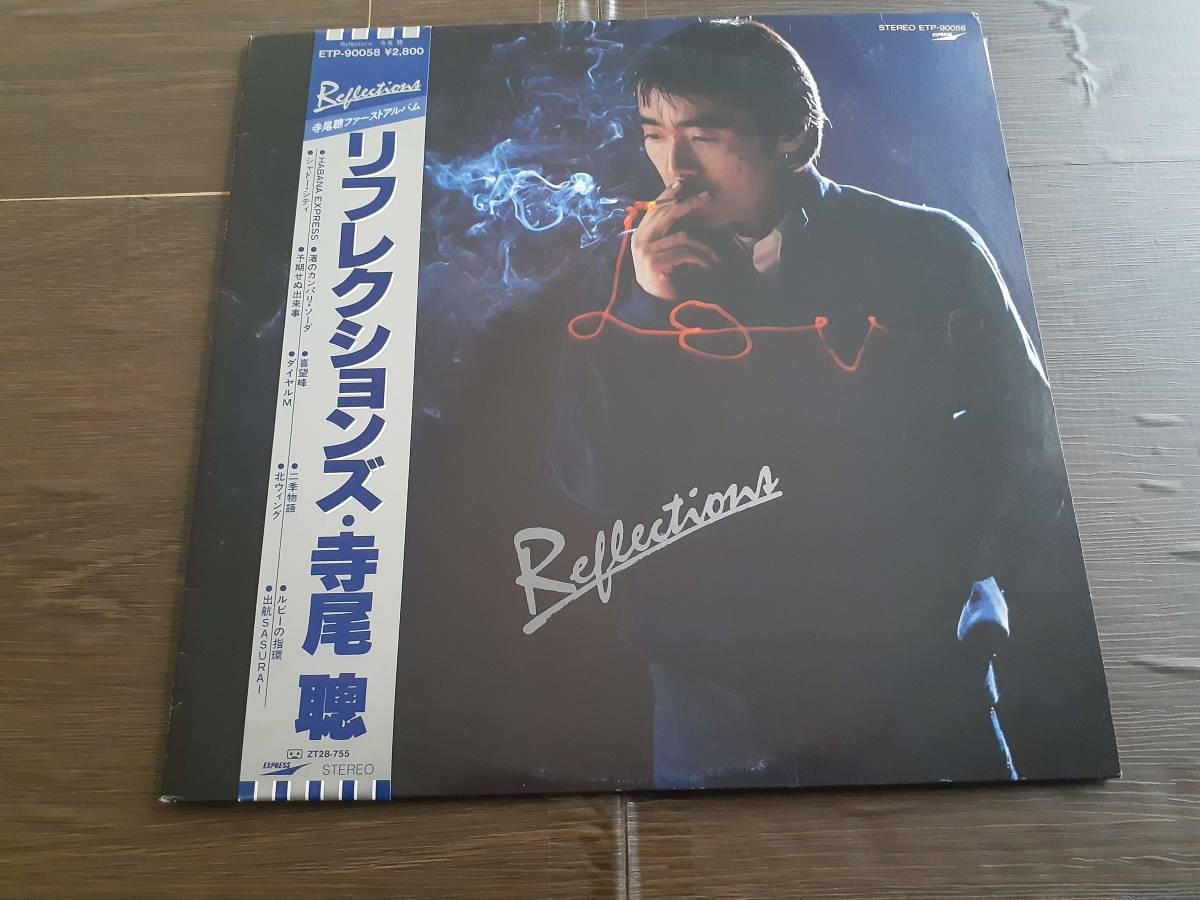 Reflections 寺尾 聰
ETP-90058 ¥2,800
Reflections
寺尾聰ファーストアルバム
リフレクションズ・寺尾 聰
●HABANA EXPRESS ●渚のカンパリ・ソーダ ●喜望峰 ●二季物語 ●ルビーの指環
●シャドー・シティ ●予期せぬ出来事 ●ダイヤルM ●北ウィング ●出航SASURAI
ZT28-755
EXPRESS STEREO
STEREO ETP-90058
EXPRESS
Love
Reflections